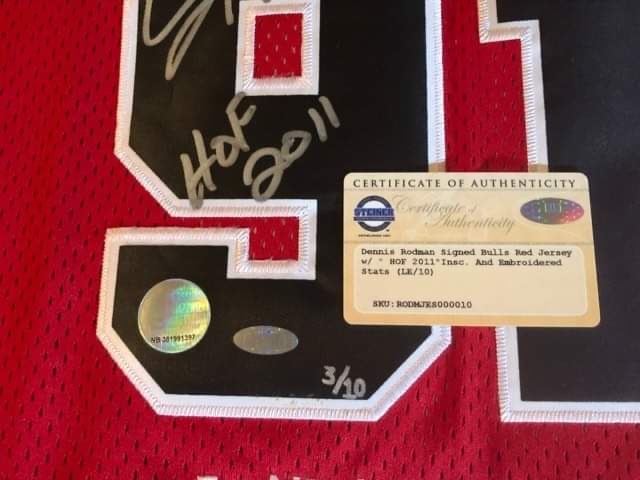 HOF
2011
CERTIFICATE OF AUTHENTICITY
STEINER
Certificate of
Authenticity
Dennis Rodman Signed Bulls Red Jersey
w/ " HOF 2011"Insc. And Embroidered
Stats (LE/10)
SKU:RODMJES000010
3/10